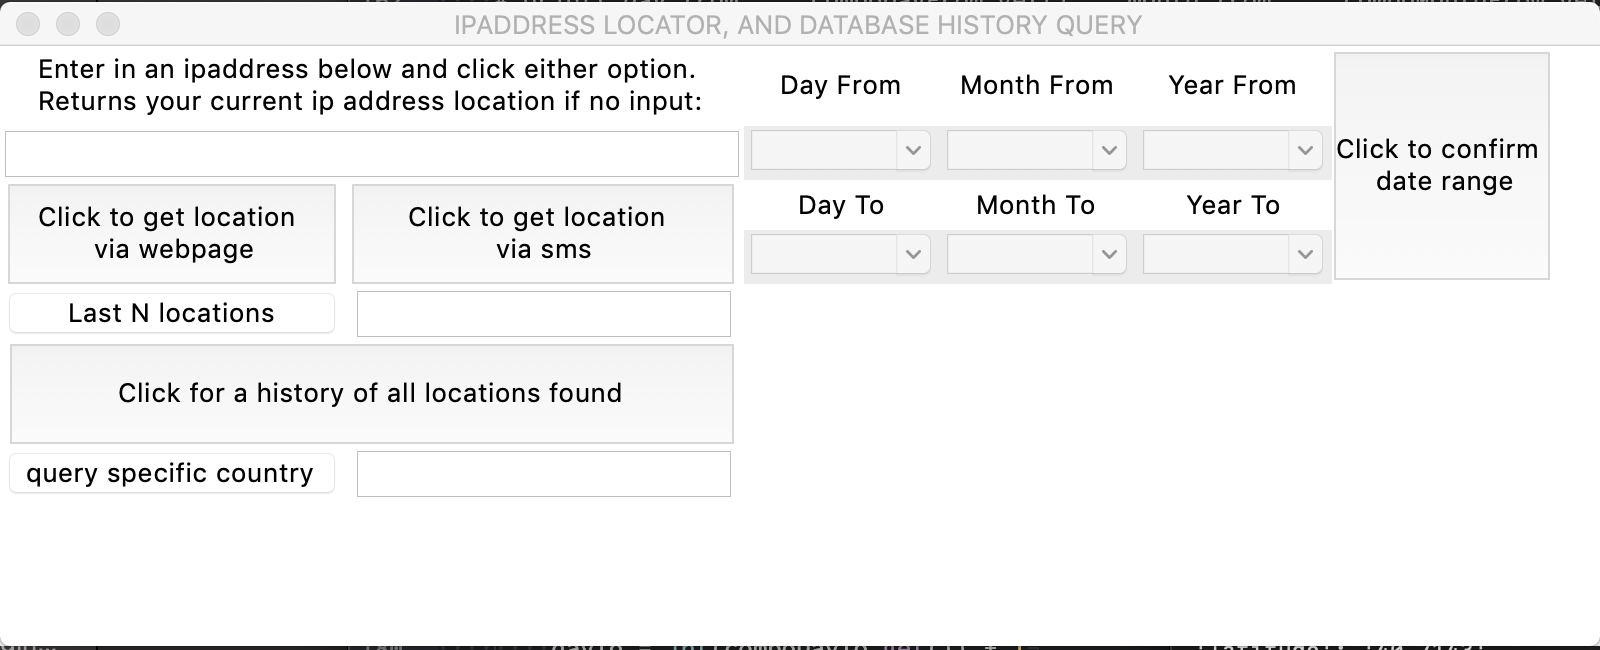 IPADDRESS LOCATOR, AND DATABASE HISTORY QUERY
Enter in an ipaddress below and click either option.
Returns your current ip address location if no input:
Day From
Month From
Year From
Click to confirm
date range
Day To
Month To
Year To
Click to get location
via webpage
Click to get location
via sms
Last N locations
Click for a history of all locations found
query specific country